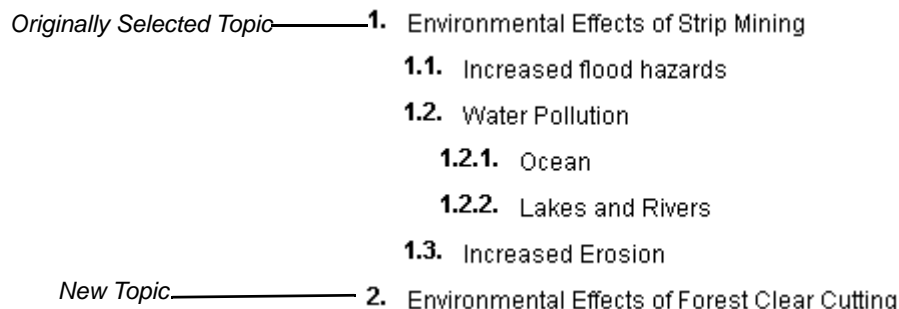 Originally Selected Topic 1. Environmental Effects of Strip Mining
1.1. Increased flood hazards
1.2. Water Pollution
1.2.1. Ocean
1.2.2. Lakes and Rivers
1.3. Increased Erosion
New Topic 2. Environmental Effects of Forest Clear Cutting